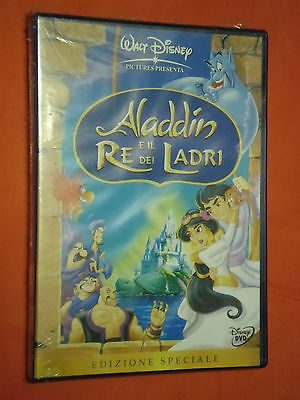 WALT DISNEY
PICTURES PRESENTA
Aladdin
E IL
RE DEI LADRI
Disney
DVD
EDIZIONE SPECIALE